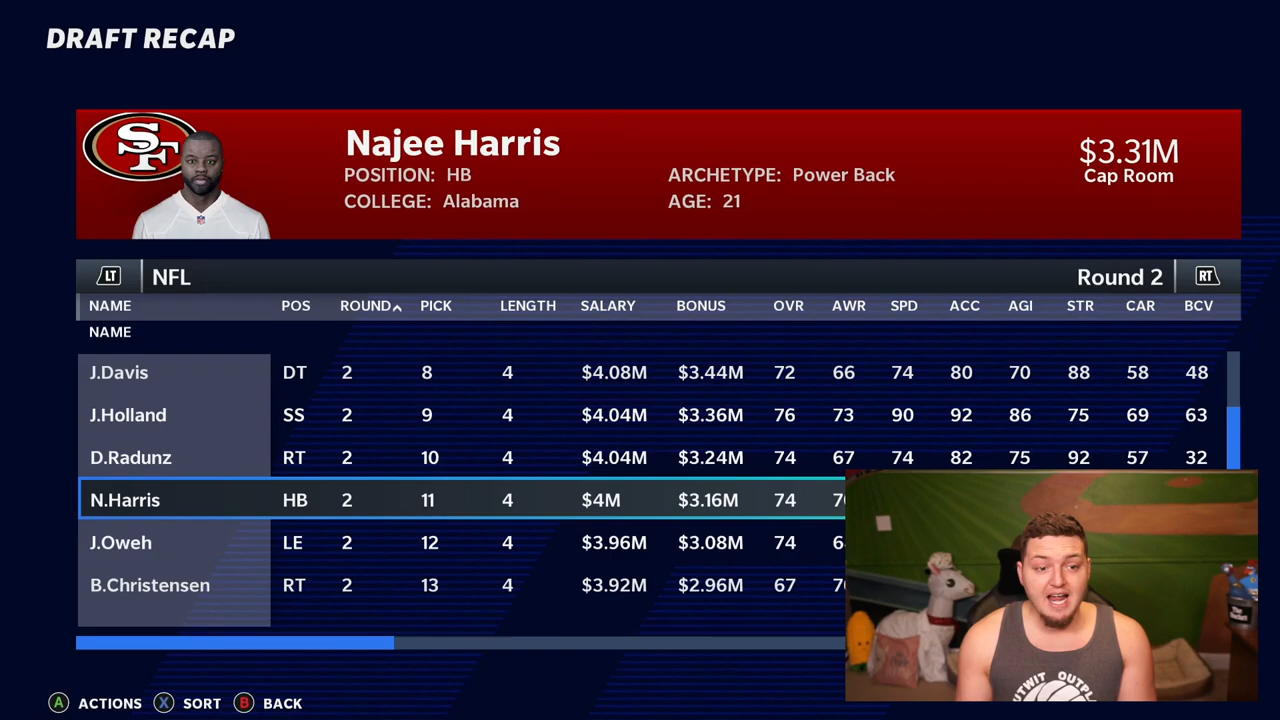 DRAFT RECAP
SF
Najee Harris
POSITION: HB
ARCHETYPE: Power Back
COLLEGE: Alabama
AGE: 21
$3.31M
Cap Room
LT NFL Round 2 RT
NAME POS ROUND PICK LENGTH SALARY BONUS OVR AWR SPD ACC AGI STR CAR BCV
NAME
J.Davis DT 2 8 4 $4.08M $3.44M 72 66 74 80 70 88 58 48
J.Holland SS 2 9 4 $4.04M $3.36M 76 73 90 92 86 75 69 63
D.Radunz RT 2 10 4 $4.04M $3.24M 74 67 74 82 75 92 57 32
N.Harris HB 2 11 4 $4M $3.16M 74
J.Oweh LE 2 12 4 $3.96M $3.08M 74
B.Christensen RT 2 13 4 $3.92M $2.96M 67
UTWIT OUTPL
A ACTIONS X SORT B BACK